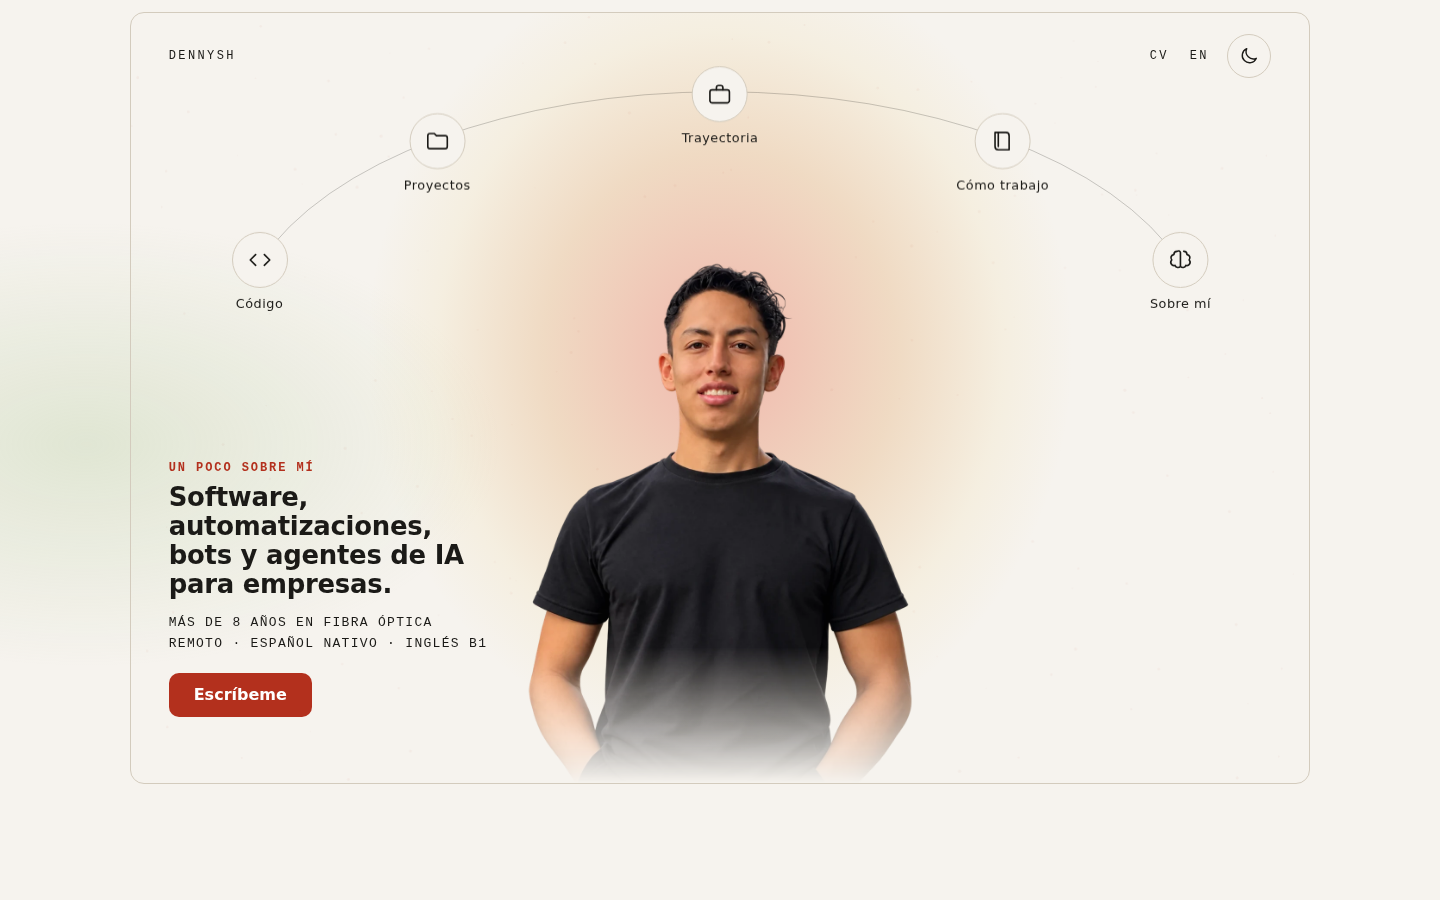 DENNYSH
CV EN
Trayectoria
Proyectos
Cómo trabajo
Código
Sobre mí
UN POCO SOBRE MÍ
Software,
automatizaciones,
bots y agentes de IA
para empresas.
MÁS DE 8 AÑOS EN FIBRA ÓPTICA
REMOTO · ESPAÑOL NATIVO · INGLÉS B1
Escríbeme